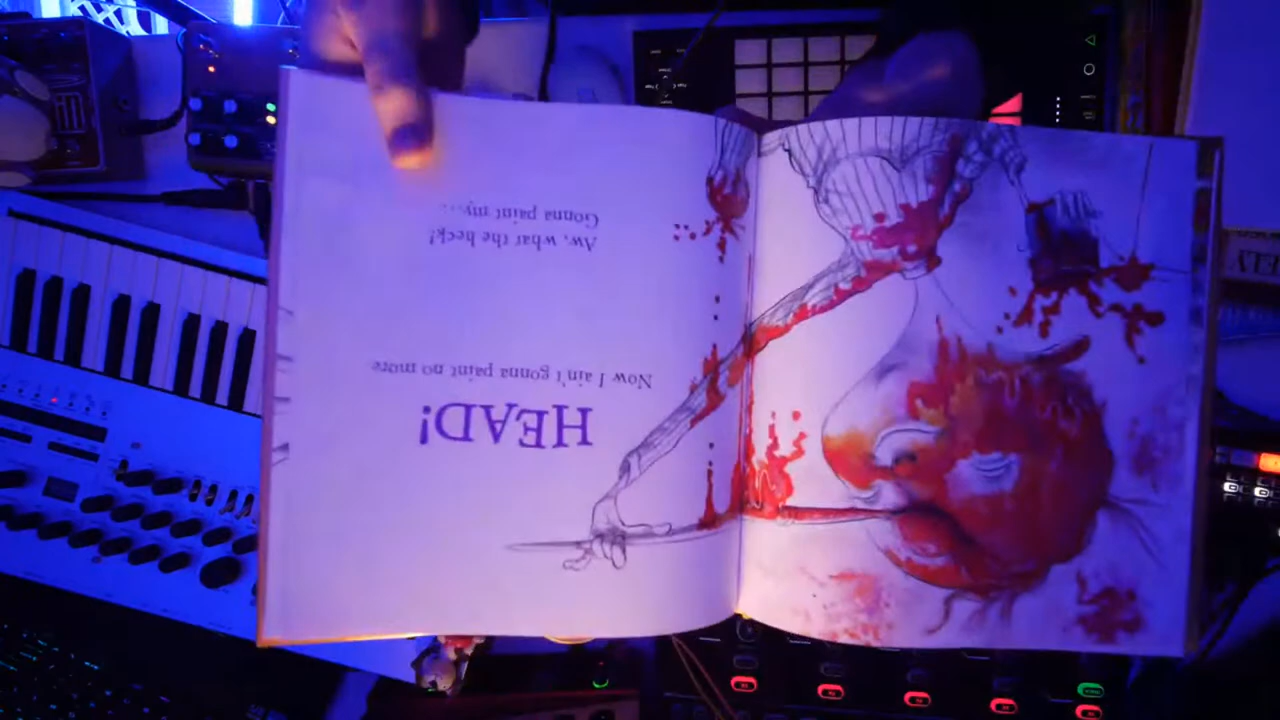 HEAD!
Now I ain't gonna paint no more
Aw, what the heck!
Gonna paint my...